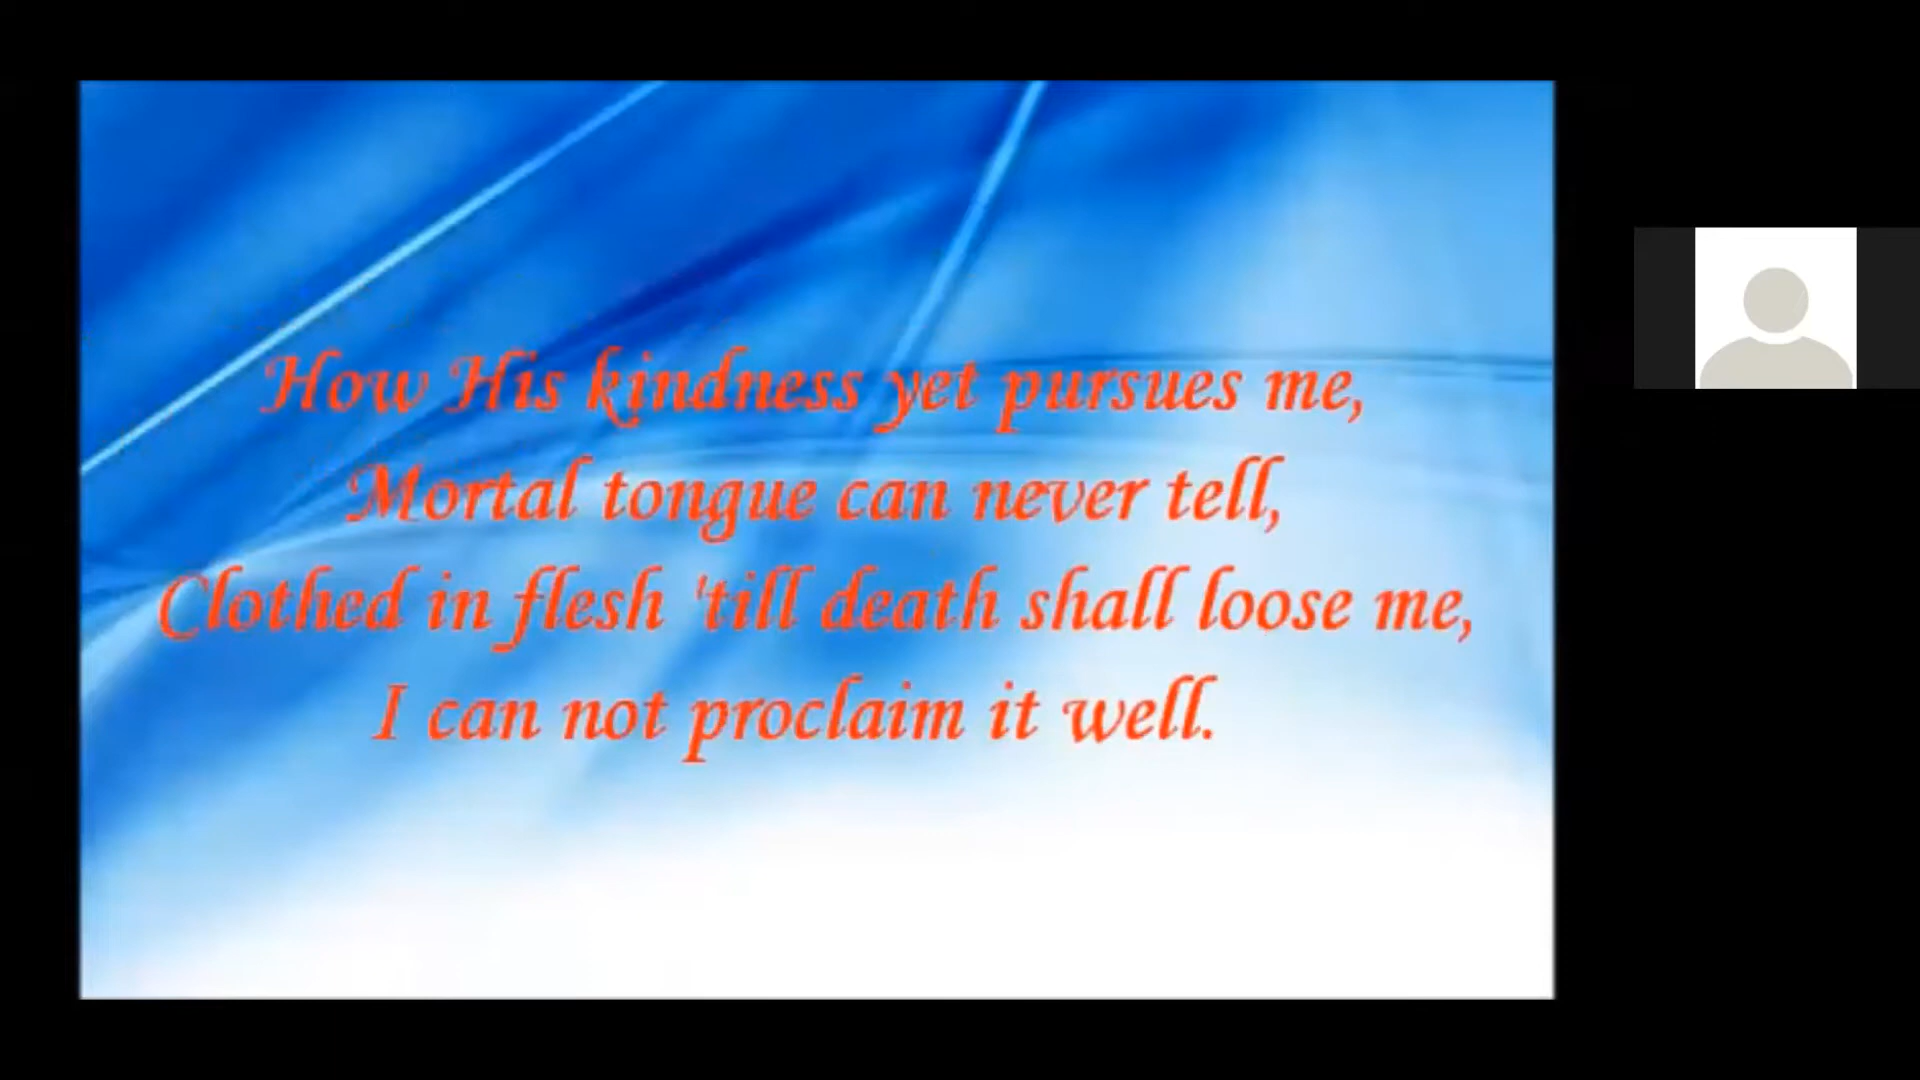 How His kindness yet pursues me,
Mortal tongue can never tell,
Clothed in flesh 'till death shall loose me,
I can not proclaim it well.